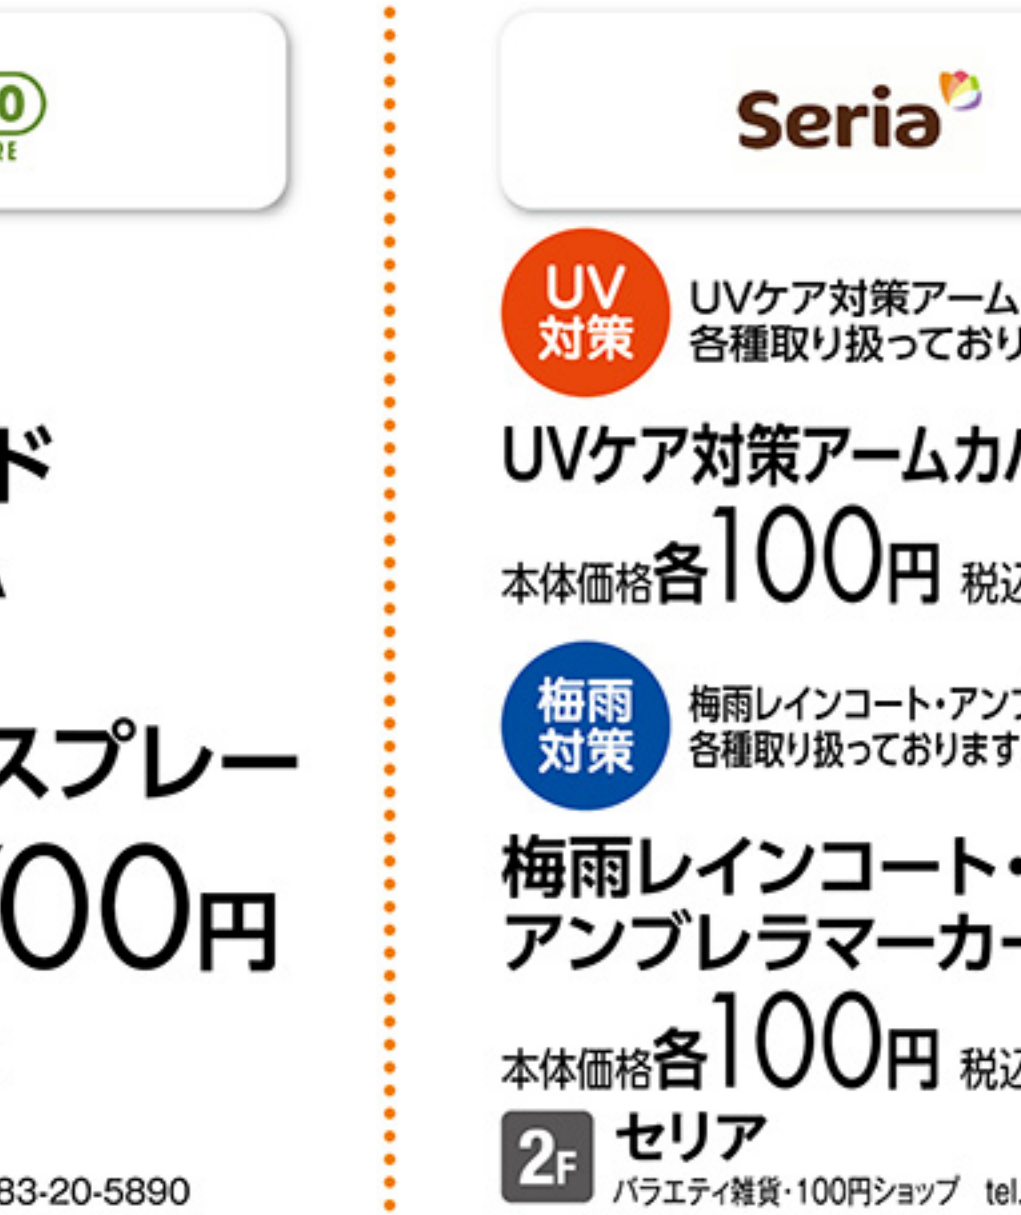 ド
スプレー
00円
83-20-5890
Seria
UV
対策
UVケア対策アーム
各種取り扱っており
UVケア対策アームカ
本体価格各100円 税込
梅雨
対策
梅雨レインコート・アン
各種取り扱っております
梅雨レインコート・
アンブレラマーカー
本体価格各100円 税込
2F
セリア
バラエティ雑貨・100円ショップ tel.